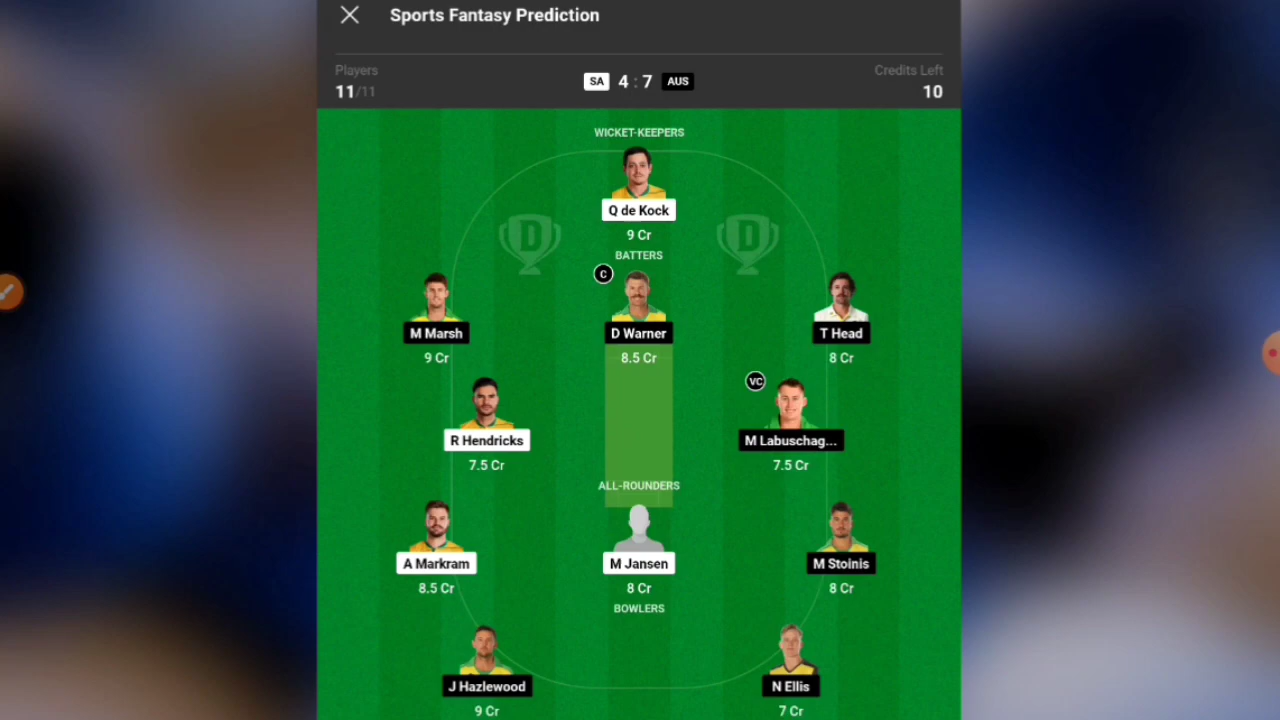 Sports Fantasy Prediction
Players
11/11
SA 4 : 7 AUS
Credits Left
10
WICKET-KEEPERS
Q de Kock
9 Cr
BATTERS
D D
C
M Marsh D Warner T Head
9 Cr 8.5 Cr 8 Cr
VC
R Hendricks M Labuschag...
7.5 Cr 7.5 Cr
ALL-ROUNDERS
A Markram M Jansen M Stoinis
8.5 Cr 8 Cr 8 Cr
BOWLERS
J Hazlewood N Ellis
9 Cr 7 Cr